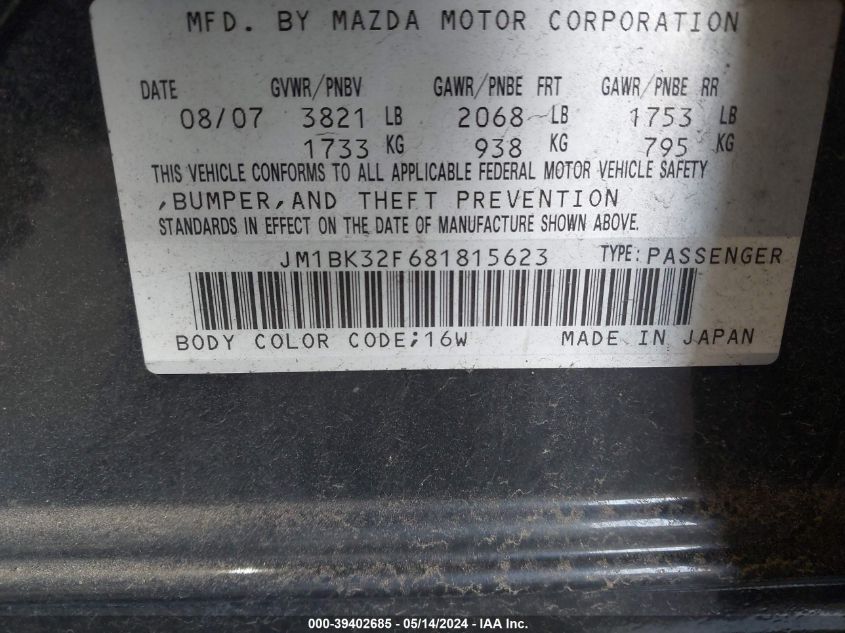 MFD. BY MAZDA MOTOR CORPORATION
DATE GVWR/PNBV GAWR/PNBE FRT GAWR/PNBE RR
08/07 3821 LB 2068 LB 1753 LB
1733 KG 938 KG 795 KG
THIS VEHICLE CONFORMS TO ALL APPLICABLE FEDERAL MOTOR VEHICLE SAFETY
,BUMPER,AND THEFT PREVENTION
STANDARDS IN EFFECT ON THE DATE OF MANUFACTURE SHOWN ABOVE.
JM1BK32F681815623 TYPE: PASSENGER
BODY COLOR CODE;16W MADE IN JAPAN
000-39402685 - 05/14/2024 - IAA Inc.